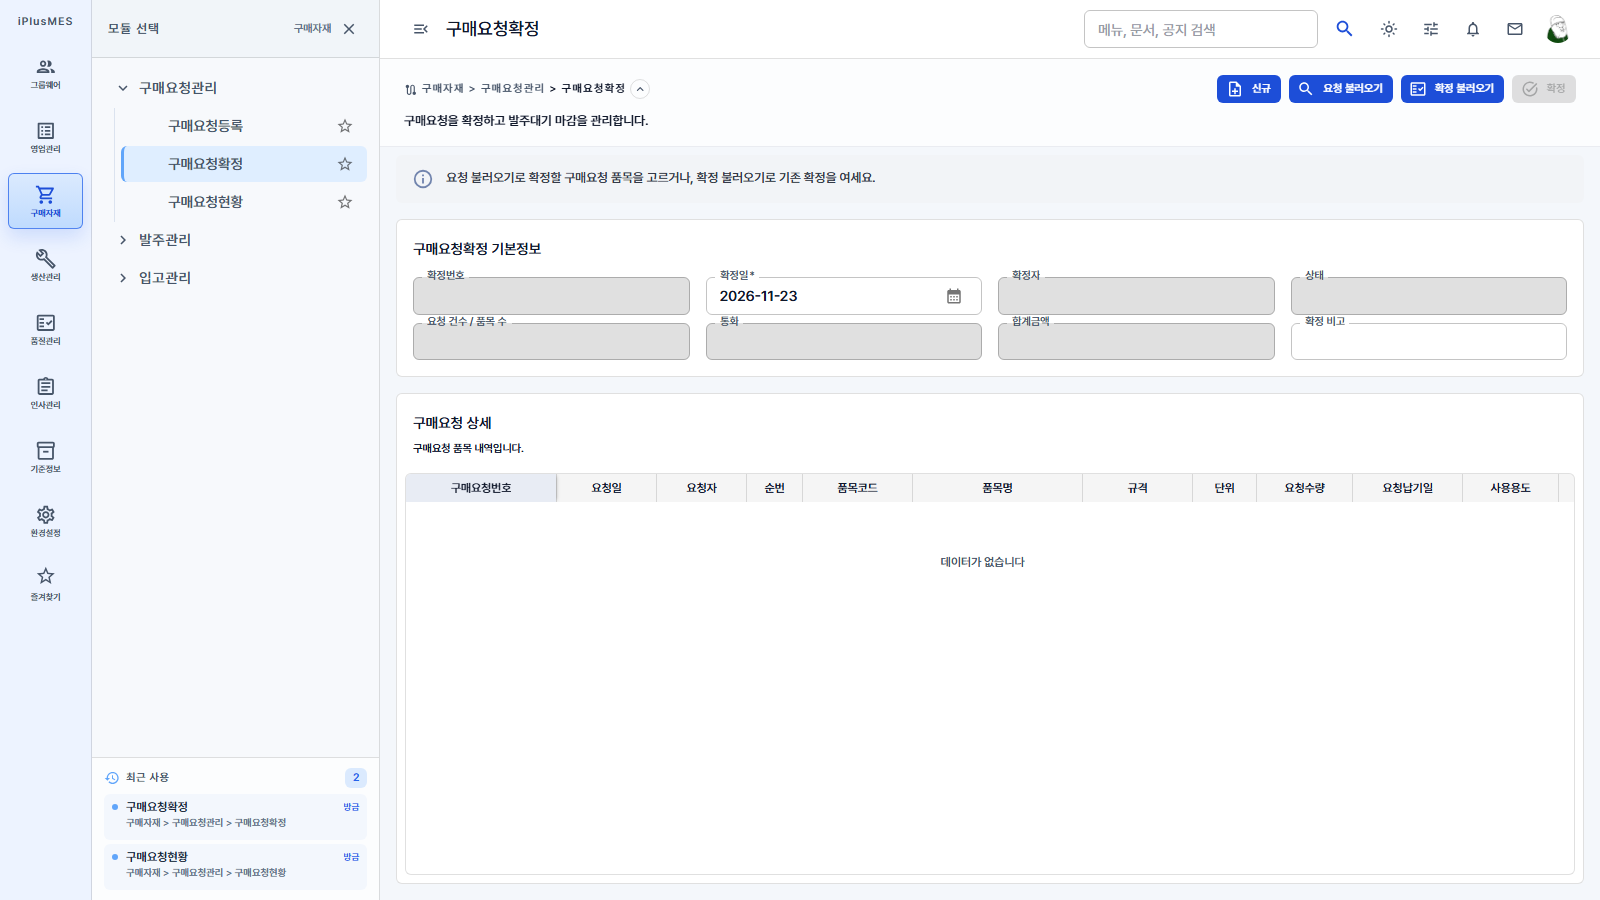 iPlusMES
모듈 선택
구매자재
구매요청확정
메뉴, 문서, 공지 검색
그룹웨어
영업관리
구매자재
생산관리
품질관리
인사관리
기준정보
환경설정
즐겨찾기
구매요청관리
구매요청등록
구매요청확정
구매요청현황
발주관리
입고관리
최근 사용
2
구매요청확정
방금
구매자재 > 구매요청관리 > 구매요청확정
구매요청현황
방금
구매자재 > 구매요청관리 > 구매요청현황
구매자재 > 구매요청관리 > 구매요청확정
신규
요청 불러오기
확정 불러오기
확정
구매요청을 확정하고 발주대기 마감을 관리합니다.
요청 불러오기로 확정할 구매요청 품목을 고르거나, 확정 불러오기로 기존 확정을 여세요.
구매요청확정 기본정보
확정번호
확정일 *
2026-11-23
확정자
상태
요청 건수 / 품목 수
통화
합계금액
확정 비고
구매요청 상세
구매요청 품목 내역입니다.
구매요청번호 요청일 요청자 순번 품목코드 품목명 규격 단위 요청수량 요청납기일 사용용도
데이터가 없습니다